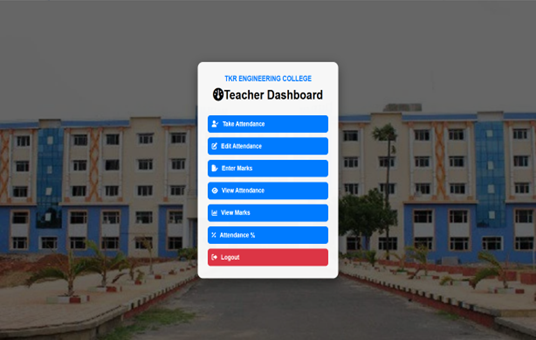 TKR ENGINEERING COLLEGE
Teacher Dashboard
Take Attendance
Edit Attendance
Enter Marks
View Attendance
View Marks
Attendance %
Logout